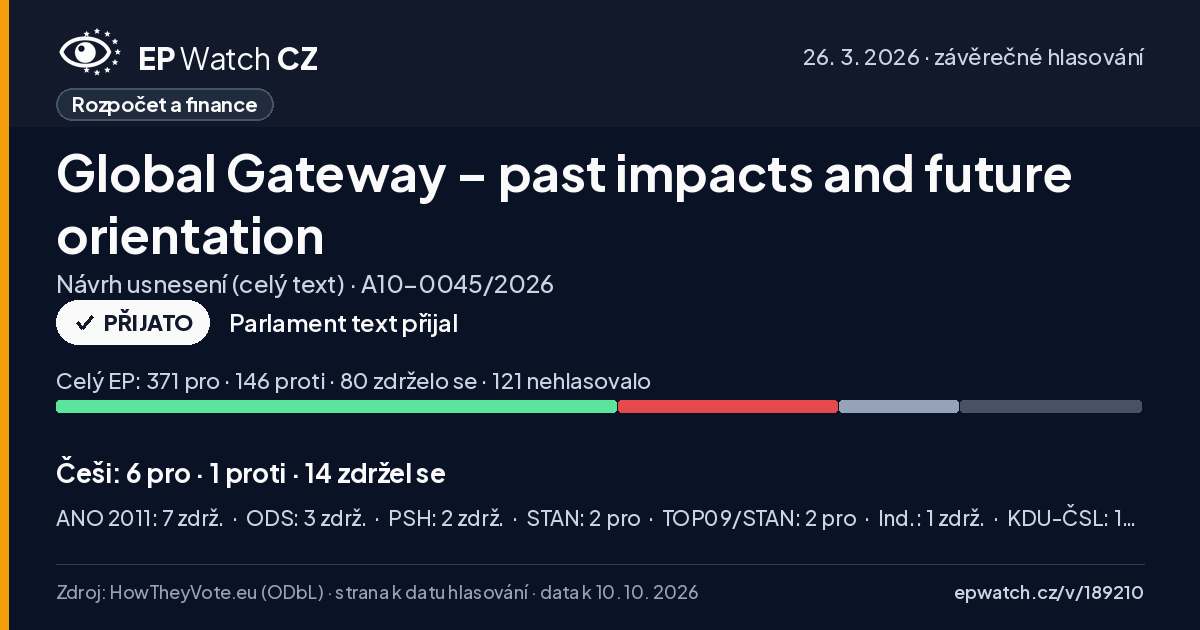 EP Watch CZ
26. 3. 2026 · závěrečné hlasování
Rozpočet a finance
Global Gateway – past impacts and future
orientation
Návrh usnesení (celý text) · A10-0045/2026
✓ PŘIJATO Parlament text přijal
Celý EP: 371 pro · 146 proti · 80 zdrželo se · 121 nehlasovalo
Češi: 6 pro · 1 proti · 14 zdržel se
ANO 2011: 7 zdrž. · ODS: 3 zdrž. · PSH: 2 zdrž. · STAN: 2 pro · TOP09/STAN: 2 pro · Ind.: 1 zdrž. · KDU-ČSL: 1…
Zdroj: HowTheyVote.eu (ODbL) · strana k datu hlasování · data k 10. 10. 2026
epwatch.cz/v/189210